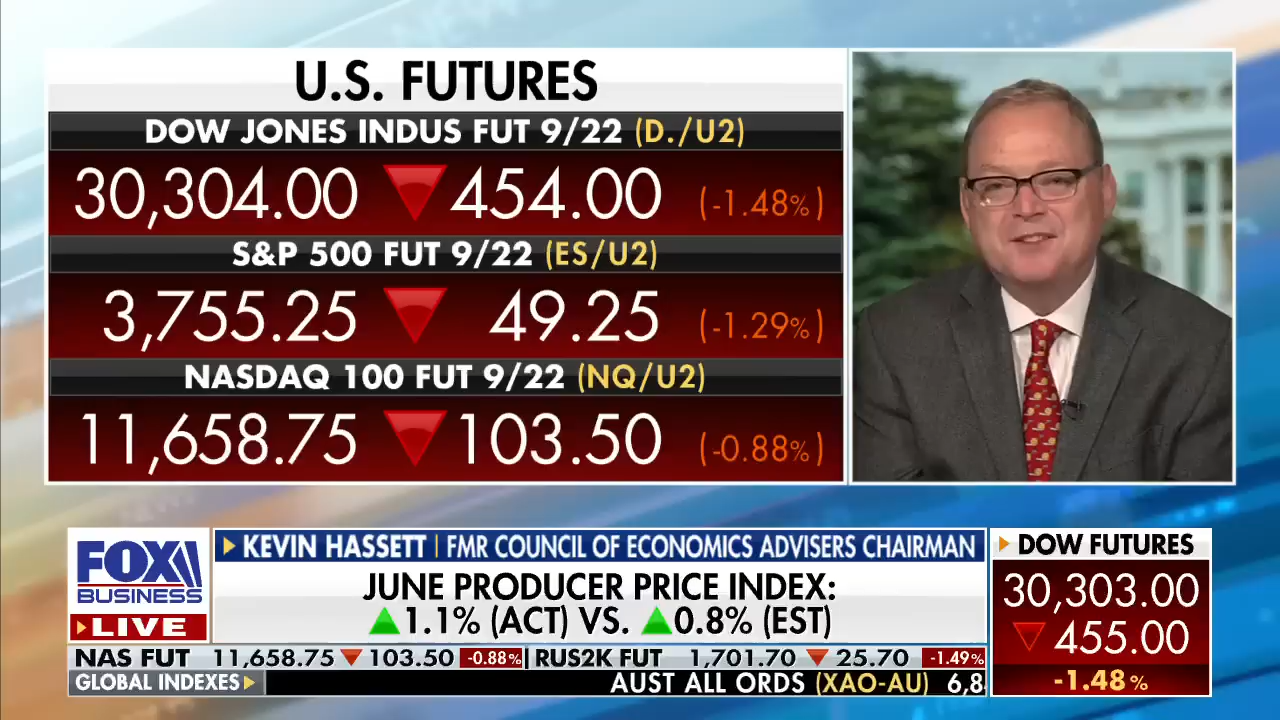 U.S. FUTURES
DOW JONES INDUS FUT 9/22 (D./U2)
30,304.00 ▼ 454.00 (-1.48%)
S&P 500 FUT 9/22 (ES/U2)
3,755.25 ▼ 49.25 (-1.29%)
NASDAQ 100 FUT 9/22 (NQ/U2)
11,658.75 ▼ 103.50 (-0.88%)
FOX
BUSINESS
LIVE
KEVIN HASSETT | FMR COUNCIL OF ECONOMICS ADVISERS CHAIRMAN
JUNE PRODUCER PRICE INDEX:
▲1.1% (ACT) VS. ▲0.8% (EST)
DOW FUTURES
30,303.00
▼ 455.00
-1.48%
NAS FUT 11,658.75 ▼ 103.50 -0.88% RUS2K FUT 1,701.70 ▼ 25.70 -1.49%
GLOBAL INDEXES AUST ALL ORDS (XAO-AU) 6,8